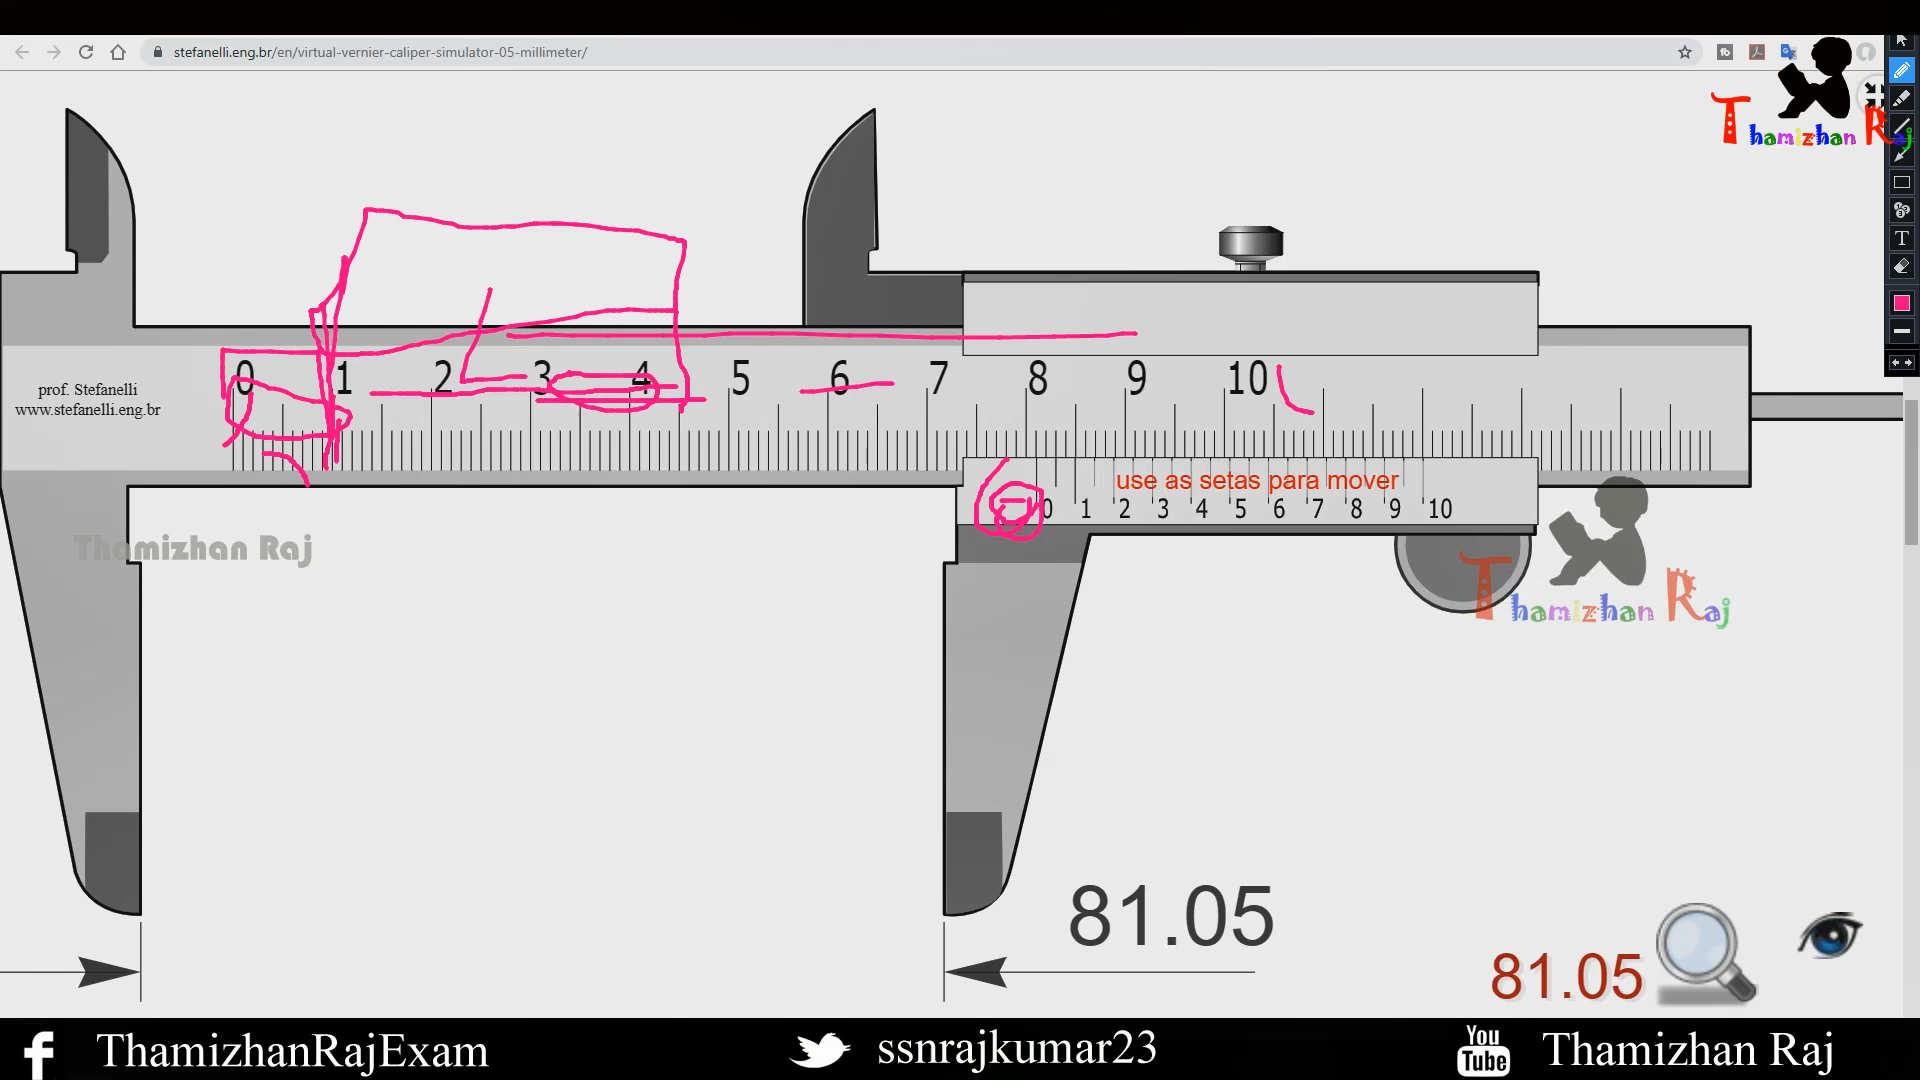 stefanelli.eng.br/en/virtual-vernier-caliper-simulator-05-millimeter/
Thamizhan Raj
0 1 2 3 4 5 6 7 8 9 10
prof. Stefanelli
www.stefanelli.eng.br
use as setas para mover
0 1 2 3 4 5 6 7 8 9 10
Thamizhan Raj
Thamizhan Raj
81.05
81.05
ThamizhanRajExam
ssnrajkumar23
You
Tube
Thamizhan Raj